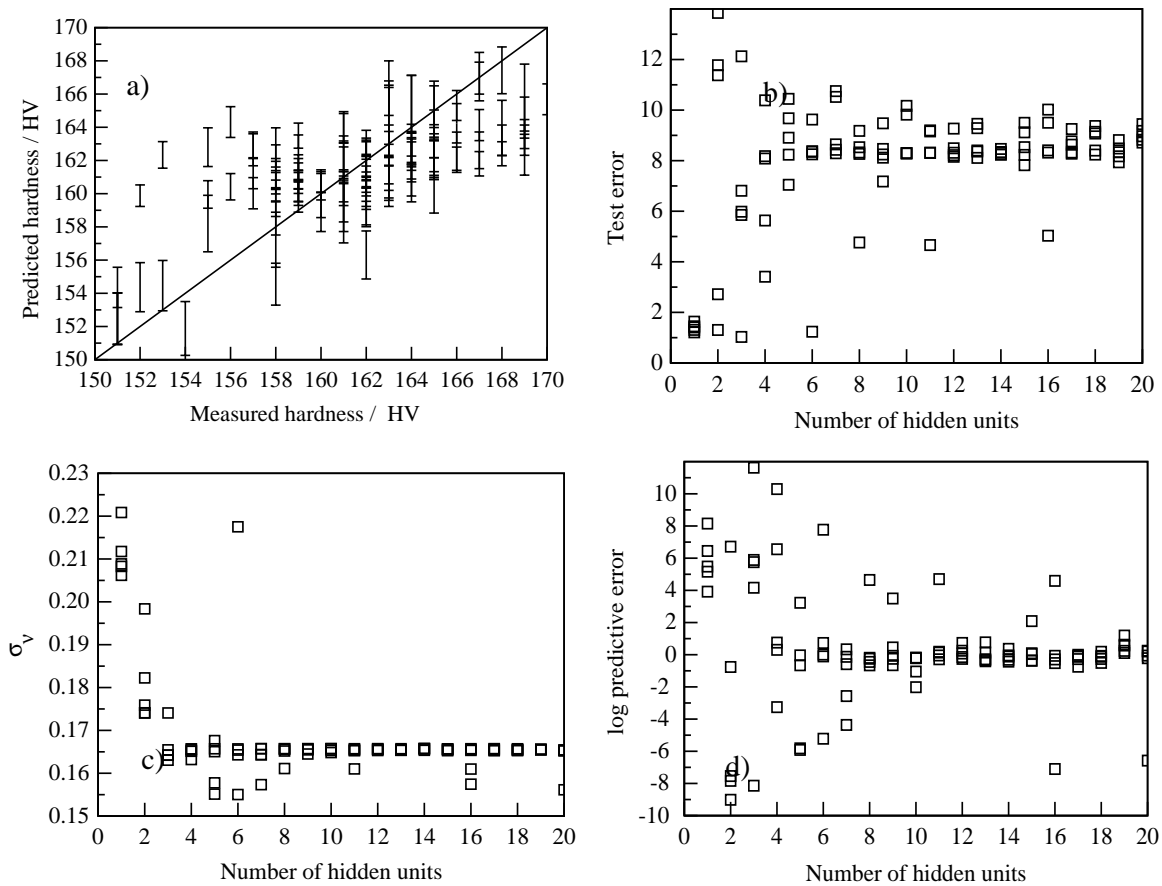 170
168
166
164
162
160
158
156
154
152
150
Predicted hardness / HV
a)
150 152 154 156 158 160 162 164 166 168 170
Measured hardness / HV
12
10
8
6
4
2
0
Test error
b)
0 2 4 6 8 10 12 14 16 18 20
Number of hidden units
0.23
0.22
0.21
0.20
0.19
0.18
0.17
0.16
0.15
σν
c)
0 2 4 6 8 10 12 14 16 18 20
Number of hidden units
10
8
6
4
2
0
-2
-4
-6
-8
-10
log predictive error
d)
0 2 4 6 8 10 12 14 16 18 20
Number of hidden units